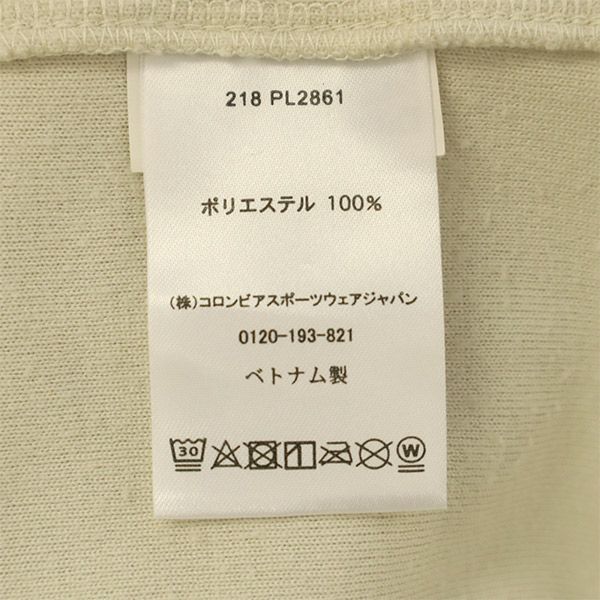 218 PL2861
ポリエステル 100%
(株)コロンビアスポーツウェアジャパン
0120-193-821
ベトナム製
30 W